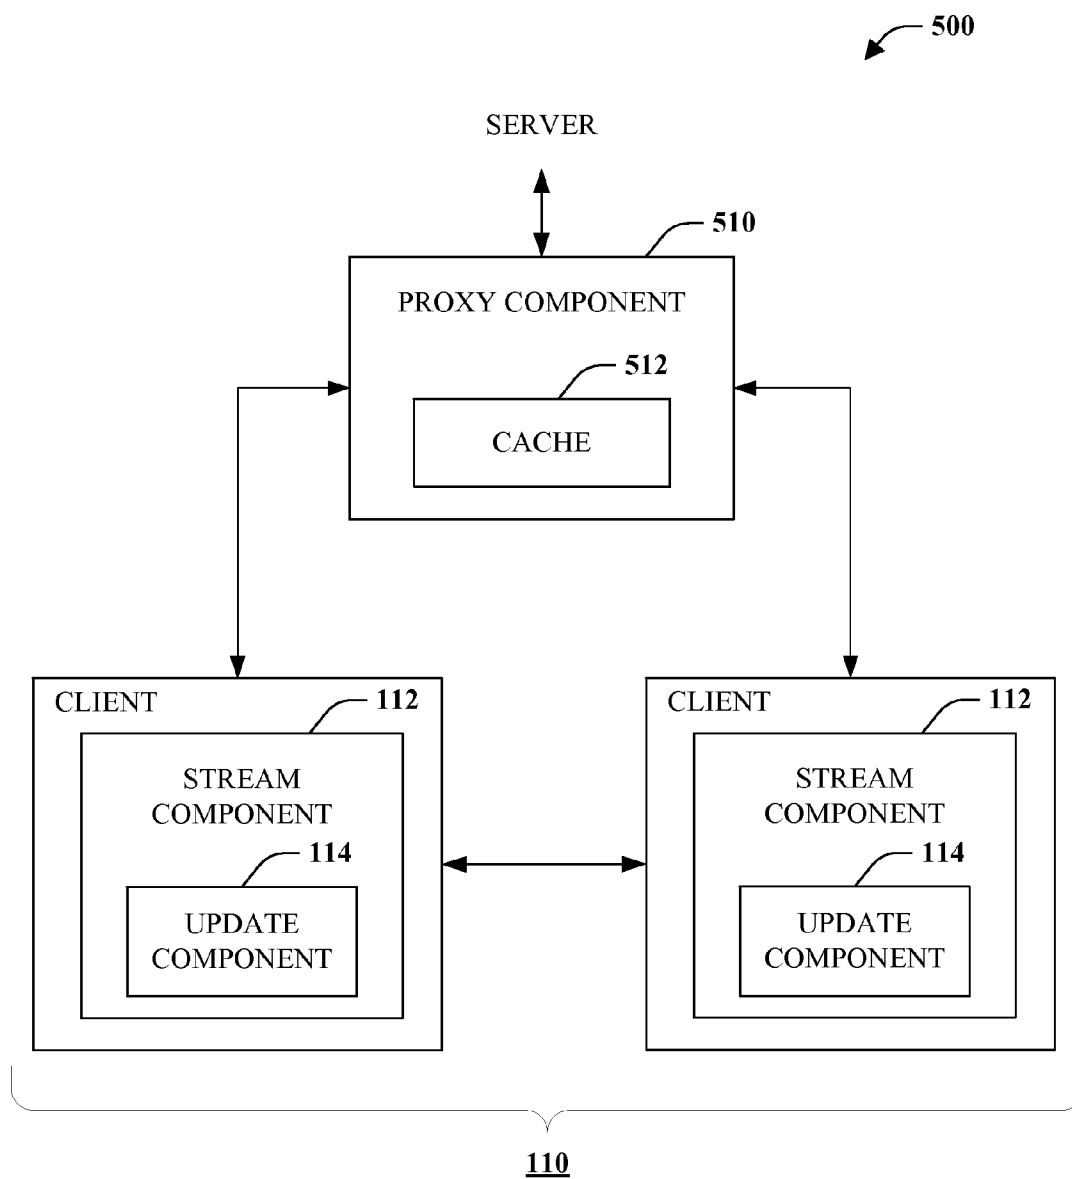 500
SERVER
510
PROXY COMPONENT
512
CACHE
CLIENT
112
STREAM
COMPONENT
114
UPDATE
COMPONENT
CLIENT
112
STREAM
COMPONENT
114
UPDATE
COMPONENT
110